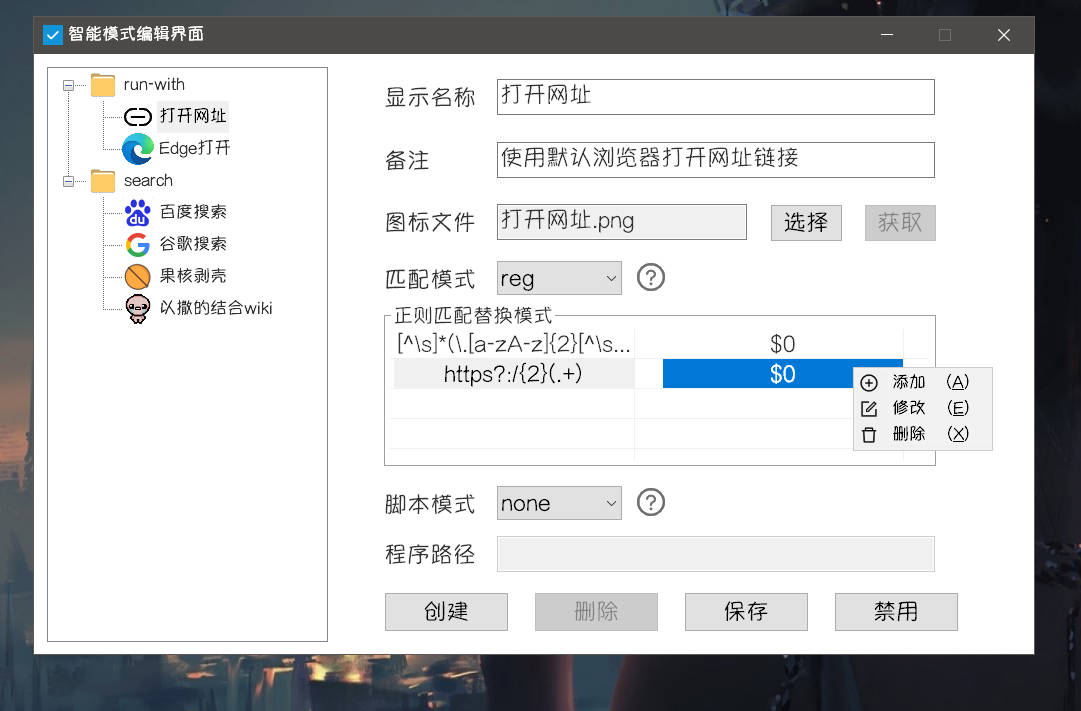 智能模式编辑界面
run-with
打开网址
Edge打开
search
百度搜索
谷歌搜索
果核剥壳
以撒的结合wiki
显示名称
打开网址
备注
使用默认浏览器打开网址链接
图标文件
打开网址.png
选择
获取
匹配模式
reg
?
正则匹配替换模式
[^\s]*(\.[a-zA-z]{2}[^\s... $0
https?:/{2}(.+) $0
添加 (A)
修改 (E)
删除 (X)
脚本模式
none
?
程序路径
创建
删除
保存
禁用